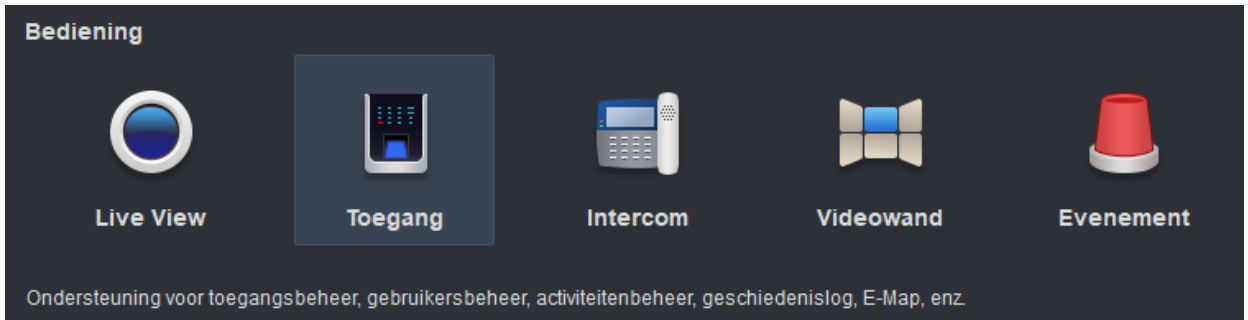 Bediening
Live View
Toegang
Intercom
Videowand
Evenement
Ondersteuning voor toegangsbeheer, gebruikersbeheer, activiteitenbeheer, geschiedenislog, E-Map, enz.